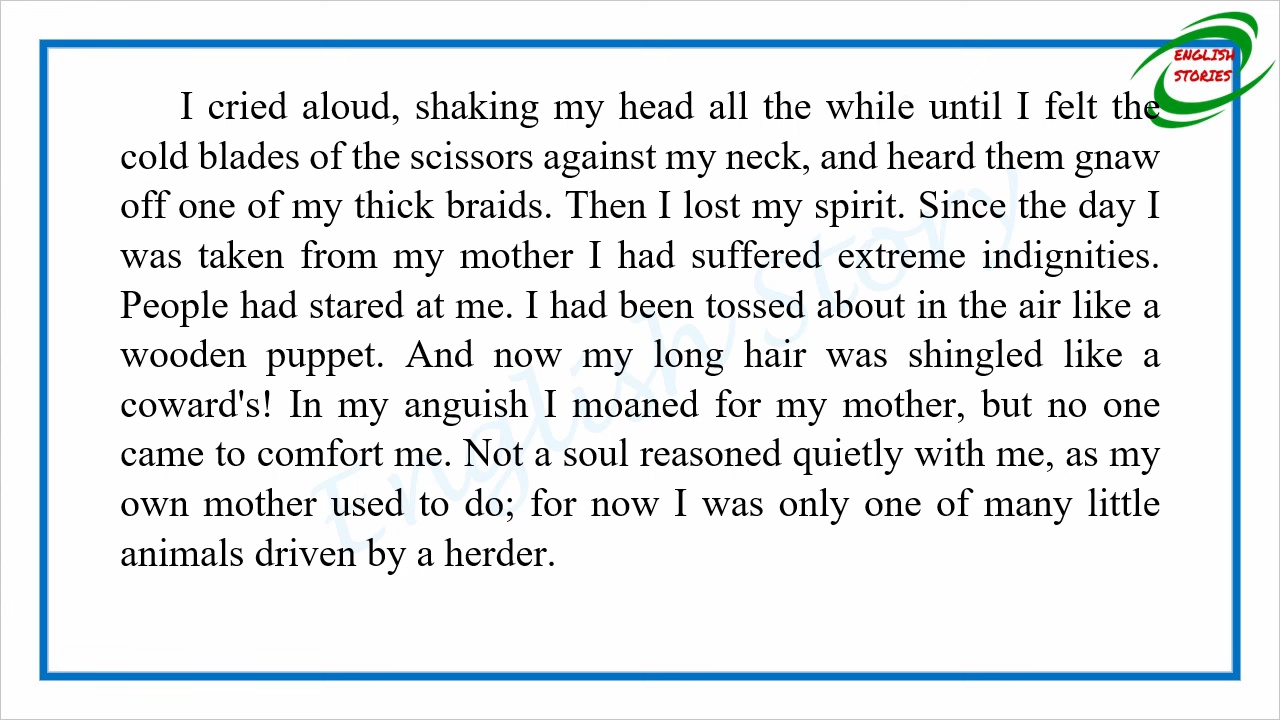 ENGLISH
STORIES
I cried aloud, shaking my head all the while until I felt the
cold blades of the scissors against my neck, and heard them gnaw
off one of my thick braids. Then I lost my spirit. Since the day I
was taken from my mother I had suffered extreme indignities.
People had stared at me. I had been tossed about in the air like a
wooden puppet. And now my long hair was shingled like a
coward's! In my anguish I moaned for my mother, but no one
came to comfort me. Not a soul reasoned quietly with me, as my
own mother used to do; for now I was only one of many little
animals driven by a herder.
English Story